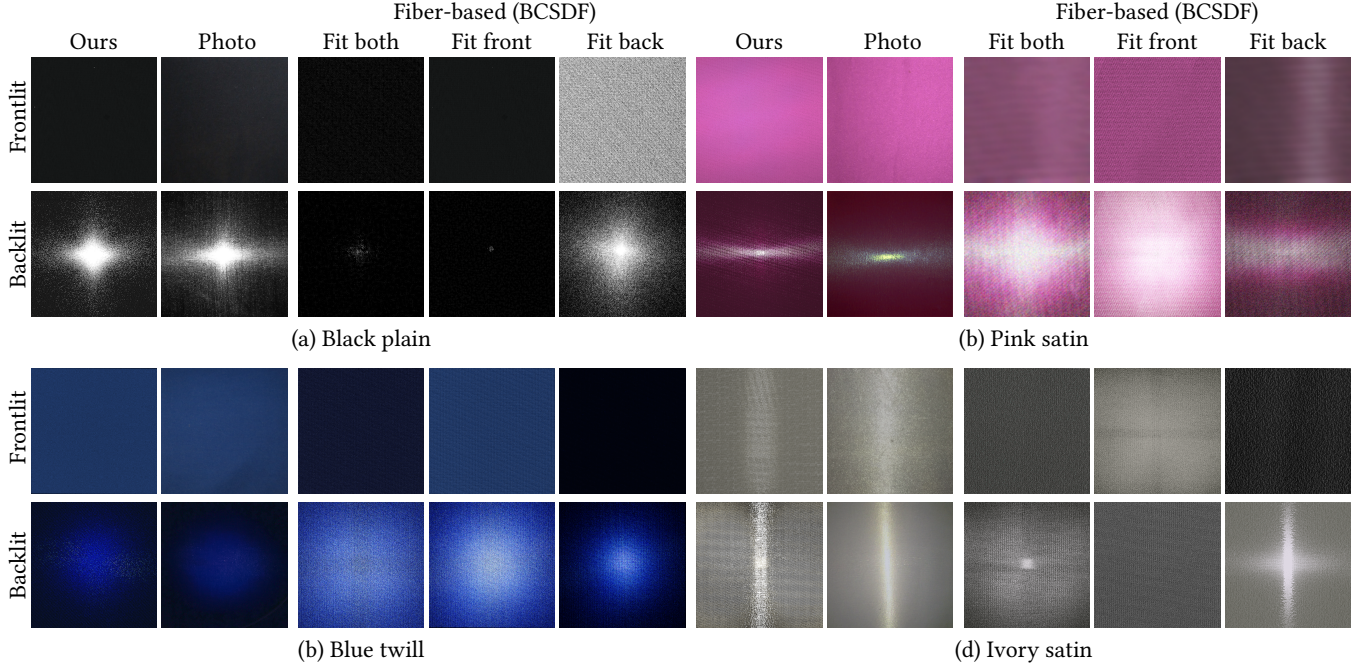 Fiber-based (BCSDF)
Fiber-based (BCSDF)
Ours Photo Fit both Fit front Fit back Ours Photo Fit both Fit front Fit back
Frontlit
Backlit
(a) Black plain
(b) Pink satin
Frontlit
Backlit
(b) Blue twill
(d) Ivory satin